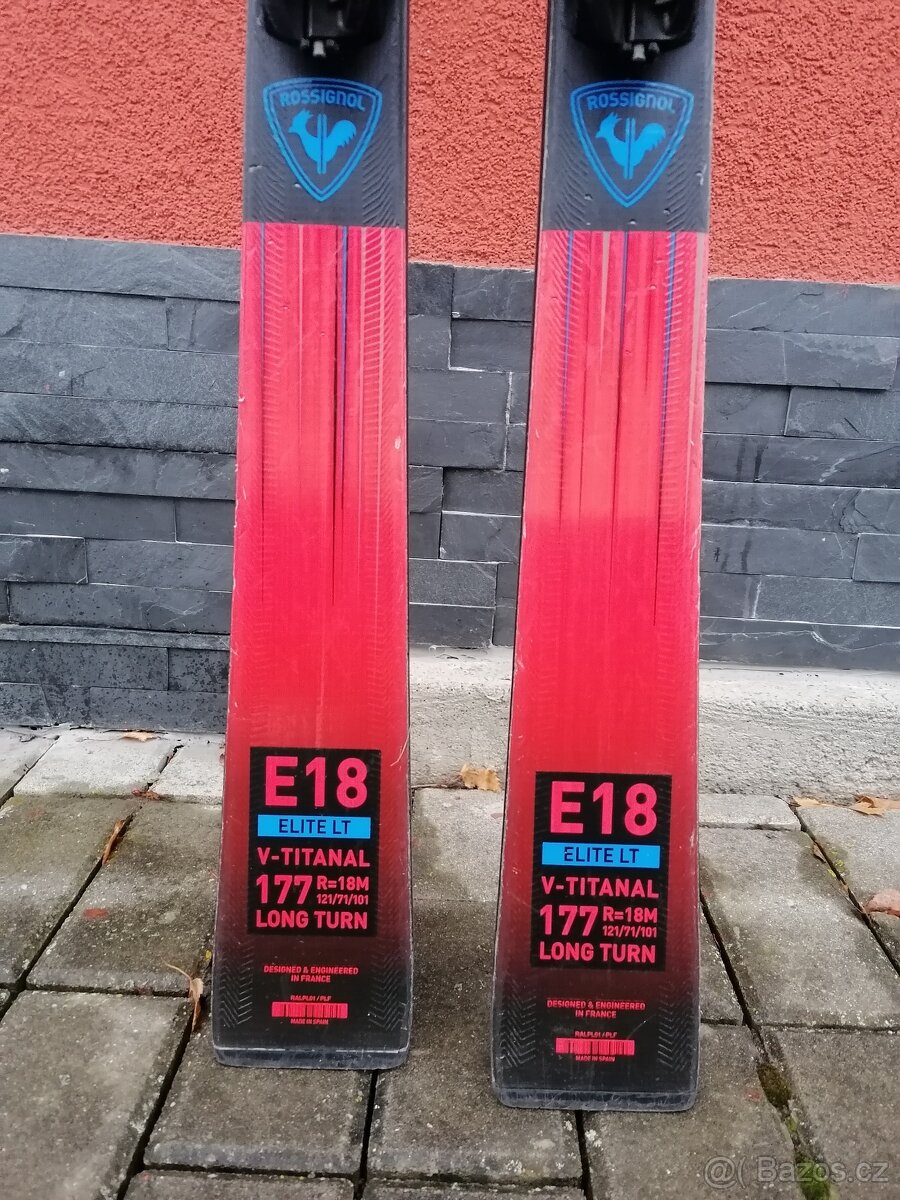 ROSSIGNOL
E18
ELITE LT
V-TITANAL
177 R=18M
121/71/101
LONG TURN
DESIGNED & ENGINEERED
IN FRANCE
RALPL01 / PLF
MADE IN SPAIN
ROSSIGNOL
E18
ELITE LT
V-TITANAL
177 R=18M
121/71/101
LONG TURN
DESIGNED & ENGINEERED
IN FRANCE
RALPL01 / PLF
MADE IN SPAIN
@ Bazos.cz